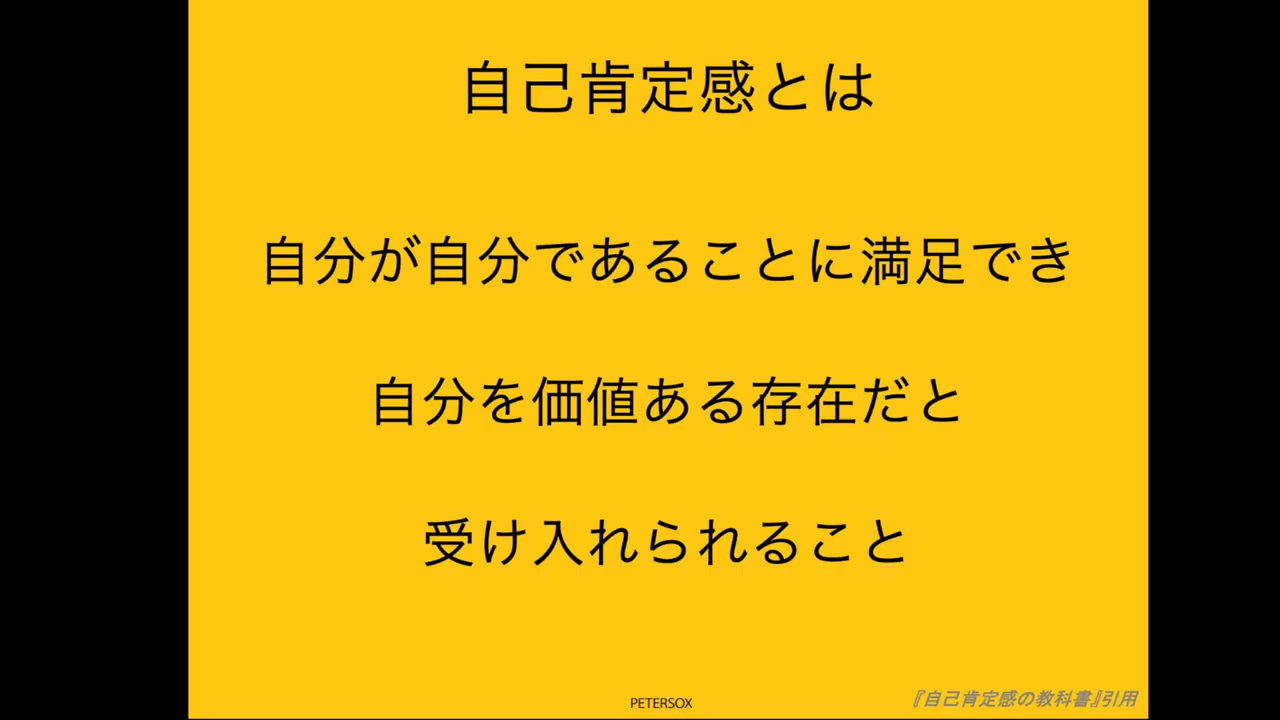 自己肯定感とは
自分が自分であることに満足でき
自分を価値ある存在だと
受け入れられること
PETERSOX
『自己肯定感の教科書』引用